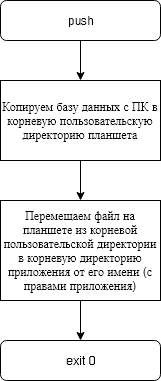 push
Копируем базу данных с ПК в
корневую пользовательскую
директорию планшета
Перемещаем файл на
планшете из корневой
пользовательской директории
в корневую директорию
приложения от его имени (с
правами приложения)
exit 0